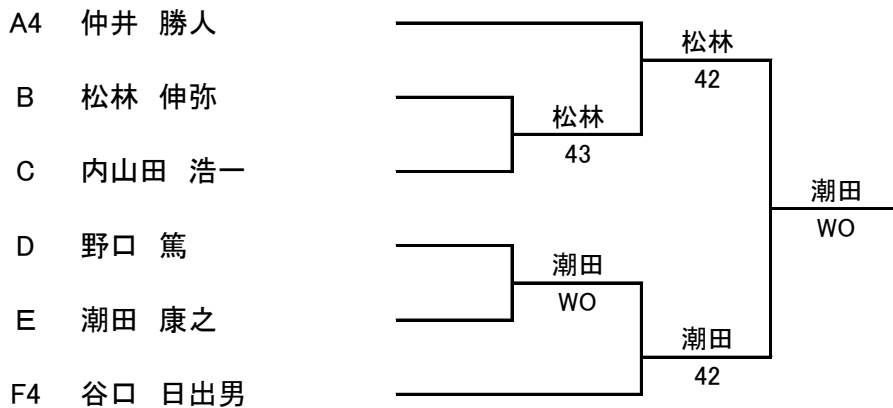 A4 仲井 勝人
松林
42
B 松林 伸弥
松林
43
C 内山田 浩一
潮田
WO
D 野口 篤
潮田
WO
E 潮田 康之
潮田
42
F4 谷口 日出男